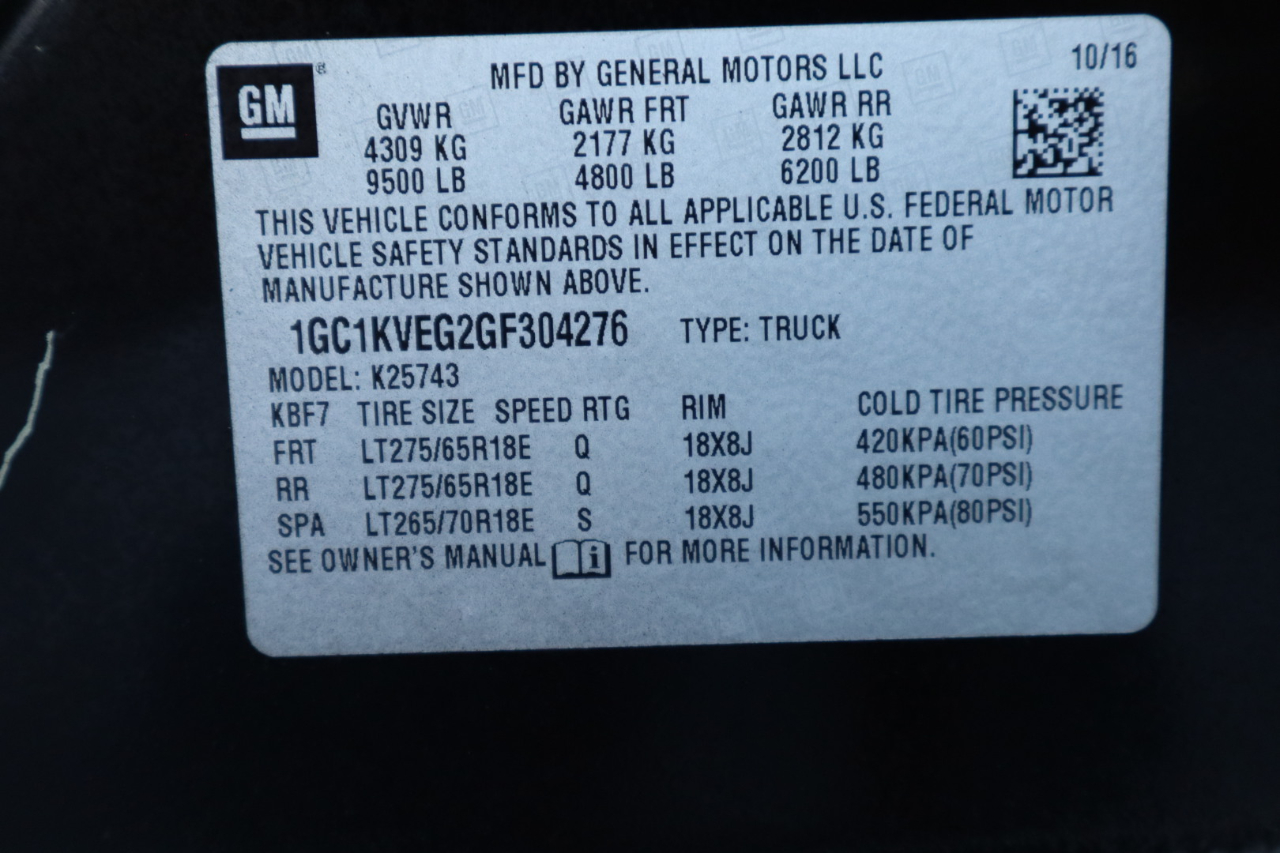 GM®
10/16
MFD BY GENERAL MOTORS LLC
GVWR GAWR FRT GAWR RR
4309 KG 2177 KG 2812 KG
9500 LB 4800 LB 6200 LB
THIS VEHICLE CONFORMS TO ALL APPLICABLE U.S. FEDERAL MOTOR
VEHICLE SAFETY STANDARDS IN EFFECT ON THE DATE OF
MANUFACTURE SHOWN ABOVE.
1GC1KVEG2GF304276 TYPE: TRUCK
MODEL: K25743
KBF7 TIRE SIZE SPEED RTG RIM COLD TIRE PRESSURE
FRT LT275/65R18E Q 18X8J 420KPA(60PSI)
RR LT275/65R18E Q 18X8J 480KPA(70PSI)
SPA LT265/70R18E S 18X8J 550KPA(80PSI)
SEE OWNER'S MANUAL i FOR MORE INFORMATION.